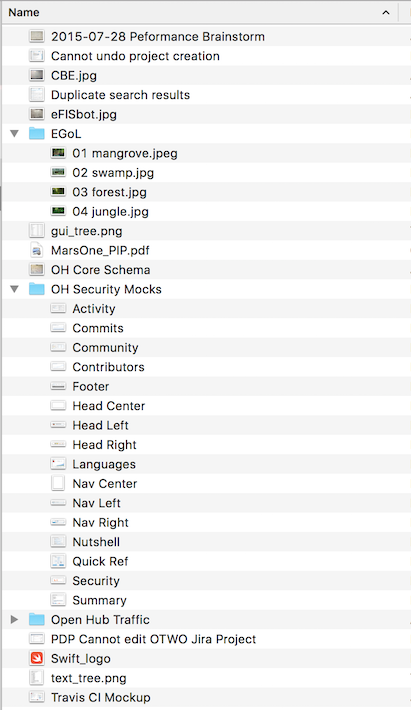 Name
2015-07-28 Peformance Brainstorm
Cannot undo project creation
CBE.jpg
Duplicate search results
eFISbot.jpg
EGoL
01 mangrove.jpeg
02 swamp.jpg
03 forest.jpg
04 jungle.jpg
gui_tree.png
MarsOne_PIP.pdf
OH Core Schema
OH Security Mocks
Activity
Commits
Community
Contributors
Footer
Head Center
Head Left
Head Right
Languages
Nav Center
Nav Left
Nav Right
Nutshell
Quick Ref
Security
Summary
Open Hub Traffic
PDP Cannot edit OTWO Jira Project
Swift_logo
text_tree.png
Travis CI Mockup